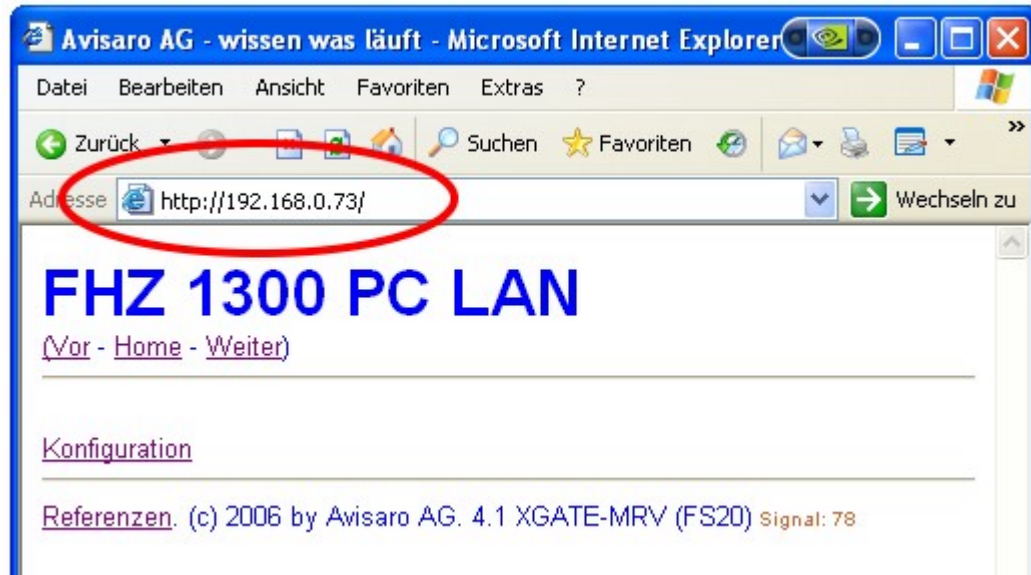 Avisaro AG - wissen was läuft - Microsoft Internet Explorer
Datei Bearbeiten Ansicht Favoriten Extras ?
Zurück Suchen Favoriten »
Adresse http://192.168.0.73/ Wechseln zu
FHZ 1300 PC LAN
(Vor - Home - Weiter)
Konfiguration
Referenzen. (c) 2006 by Avisaro AG. 4.1 XGATE-MRV (FS20) Signal: 78